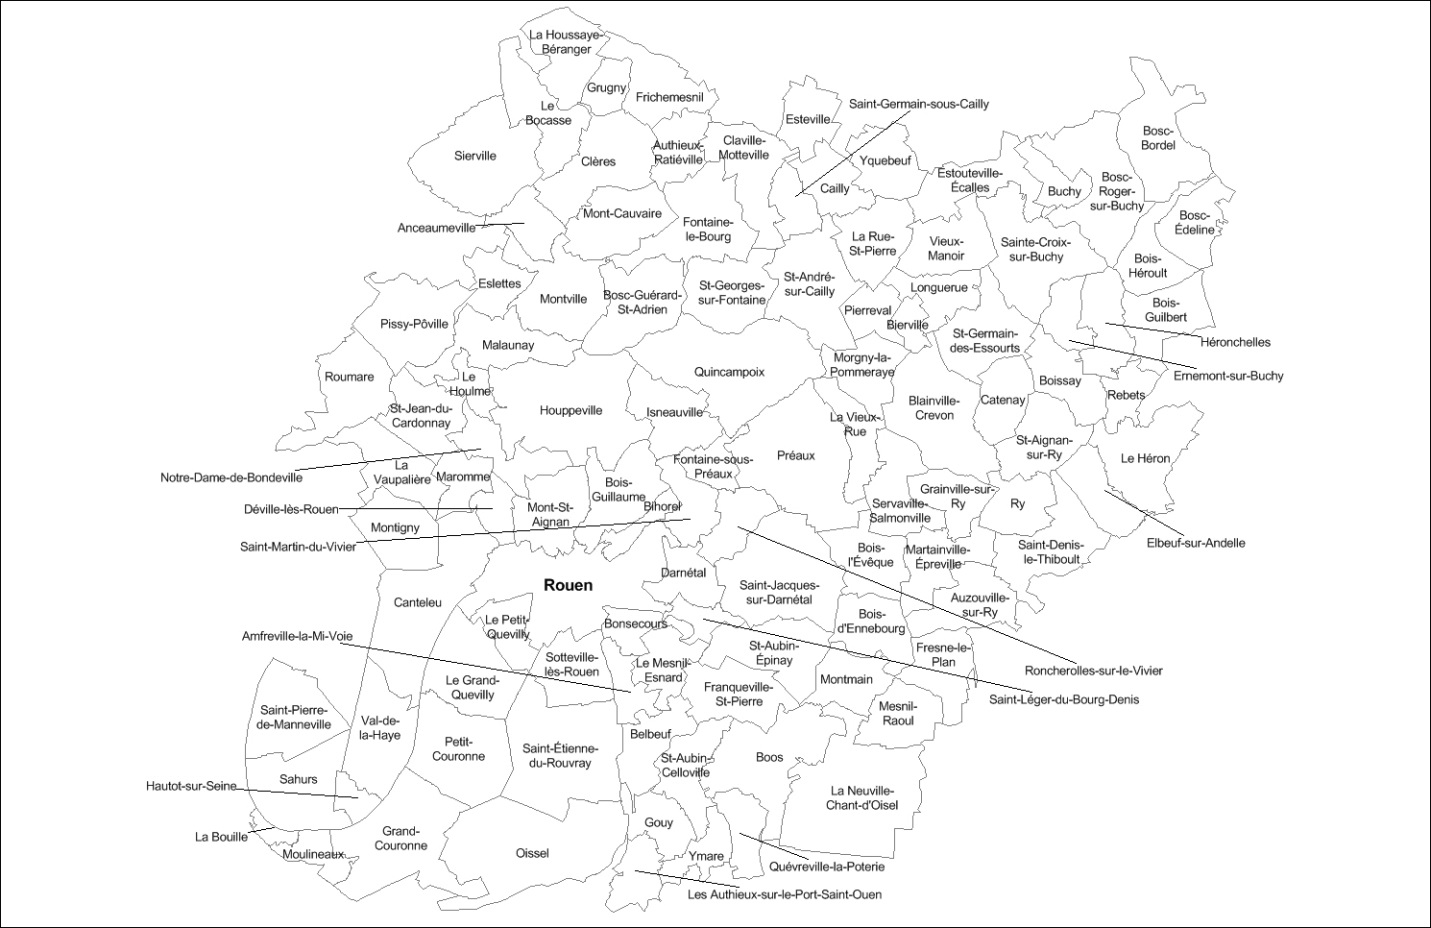 La Houssaye-
Béranger
Grugny
Frichemesnil
Le
Bocasse
Esteville
Saint-Germain-sous-Cailly
Sierville
Clères
Authieux-
Ratiéville
Claville-
Motteville
Yquebeuf
Cailly
Estouteville-
Écalles
Buchy
Bosc-
Roger-
sur-Buchy
Bosc-
Bordel
Anceaumeville
Mont-Cauvaire
Fontaine-
le-Bourg
La Rue-
St-Pierre
Vieux-
Manoir
Sainte-Croix-
sur-Buchy
Bosc-
Édeline
Bois-
Héroult
Eslettes
Montville
Bosc-Guérard-
St-Adrien
St-Georges-
sur-Fontaine
St-André-
sur-Cailly
Longuerue
Pierreval
Bierville
Bois-
Guilbert
Pissy-Pôville
Malaunay
St-Germain-
des-Essourts
Héronchelles
Ernemont-sur-Buchy
Roumare
Le
Houlme
Quincampoix
Morgny-la-
Pommeraye
Boissay
Rebets
St-Jean-du-
Cardonnay
Houppeville
Isneauville
La Vieux-
Rue
Blainville-
Crevon
Catenay
St-Aignan-
sur-Ry
Le Héron
Notre-Dame-de-Bondeville
La
Vaupalière
Maromme
Fontaine-sous-
Préaux
Préaux
Bois-
Guillaume
Bihorel
Mont-St-
Aignan
Servaville-
Salmonville
Grainville-sur-
Ry
Ry
Déville-lès-Rouen
Montigny
Saint-Martin-du-Vivier
Elbeuf-sur-Andelle
Bois-
l'Évêque
Martainville-
Épreville
Saint-Denis-
le-Thiboult
Rouen
Darnétal
Saint-Jacques-
sur-Darnétal
Auzouville-
sur-Ry
Canteleu
Le Petit-
Quevilly
Bonsecours
Bois-
d'Ennebourg
Amfreville-la-Mi-Voie
Sotteville-
lès-Rouen
Le Mesnil-
Esnard
St-Aubin-
Épinay
Fresne-le-
Plan
Roncherolles-sur-le-Vivier
Saint-Léger-du-Bourg-Denis
Le Grand-
Quevilly
Franqueville-
St-Pierre
Montmain
Mesnil-
Raoul
Saint-Pierre-
de-Manneville
Val-de-
la-Haye
Petit-
Couronne
Saint-Étienne-
du-Rouvray
Belbeuf
St-Aubin-
Celloville
Boos
Sahurs
Hautot-sur-Seine
La Neuville-
Chant-d'Oisel
La Bouille
Moulineaux
Grand-
Couronne
Oissel
Gouy
Ymare
Quévreville-la-Poterie
Les Authieux-sur-le-Port-Saint-Ouen